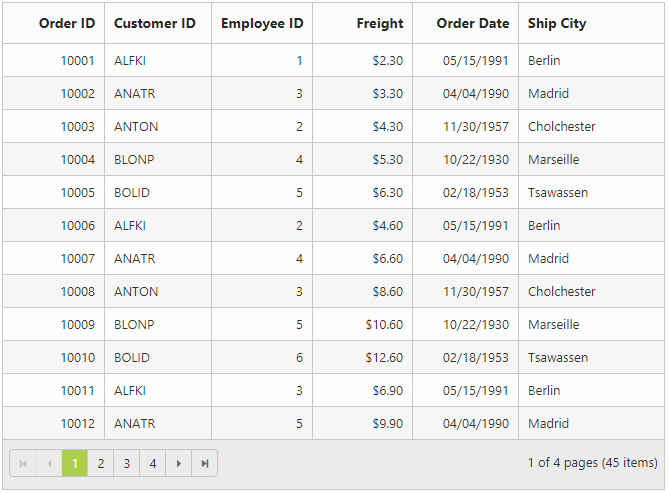 Order ID Customer ID Employee ID Freight Order Date Ship City
10001 ALFKI 1 $2.30 05/15/1991 Berlin
10002 ANATR 3 $3.30 04/04/1990 Madrid
10003 ANTON 2 $4.30 11/30/1957 Cholchester
10004 BLONP 4 $5.30 10/22/1930 Marseille
10005 BOLID 5 $6.30 02/18/1953 Tsawassen
10006 ALFKI 2 $4.60 05/15/1991 Berlin
10007 ANATR 4 $6.60 04/04/1990 Madrid
10008 ANTON 3 $8.60 11/30/1957 Cholchester
10009 BLONP 5 $10.60 10/22/1930 Marseille
10010 BOLID 6 $12.60 02/18/1953 Tsawassen
10011 ALFKI 3 $6.90 05/15/1991 Berlin
10012 ANATR 5 $9.90 04/04/1990 Madrid
1 2 3 4 1 of 4 pages (45 items)